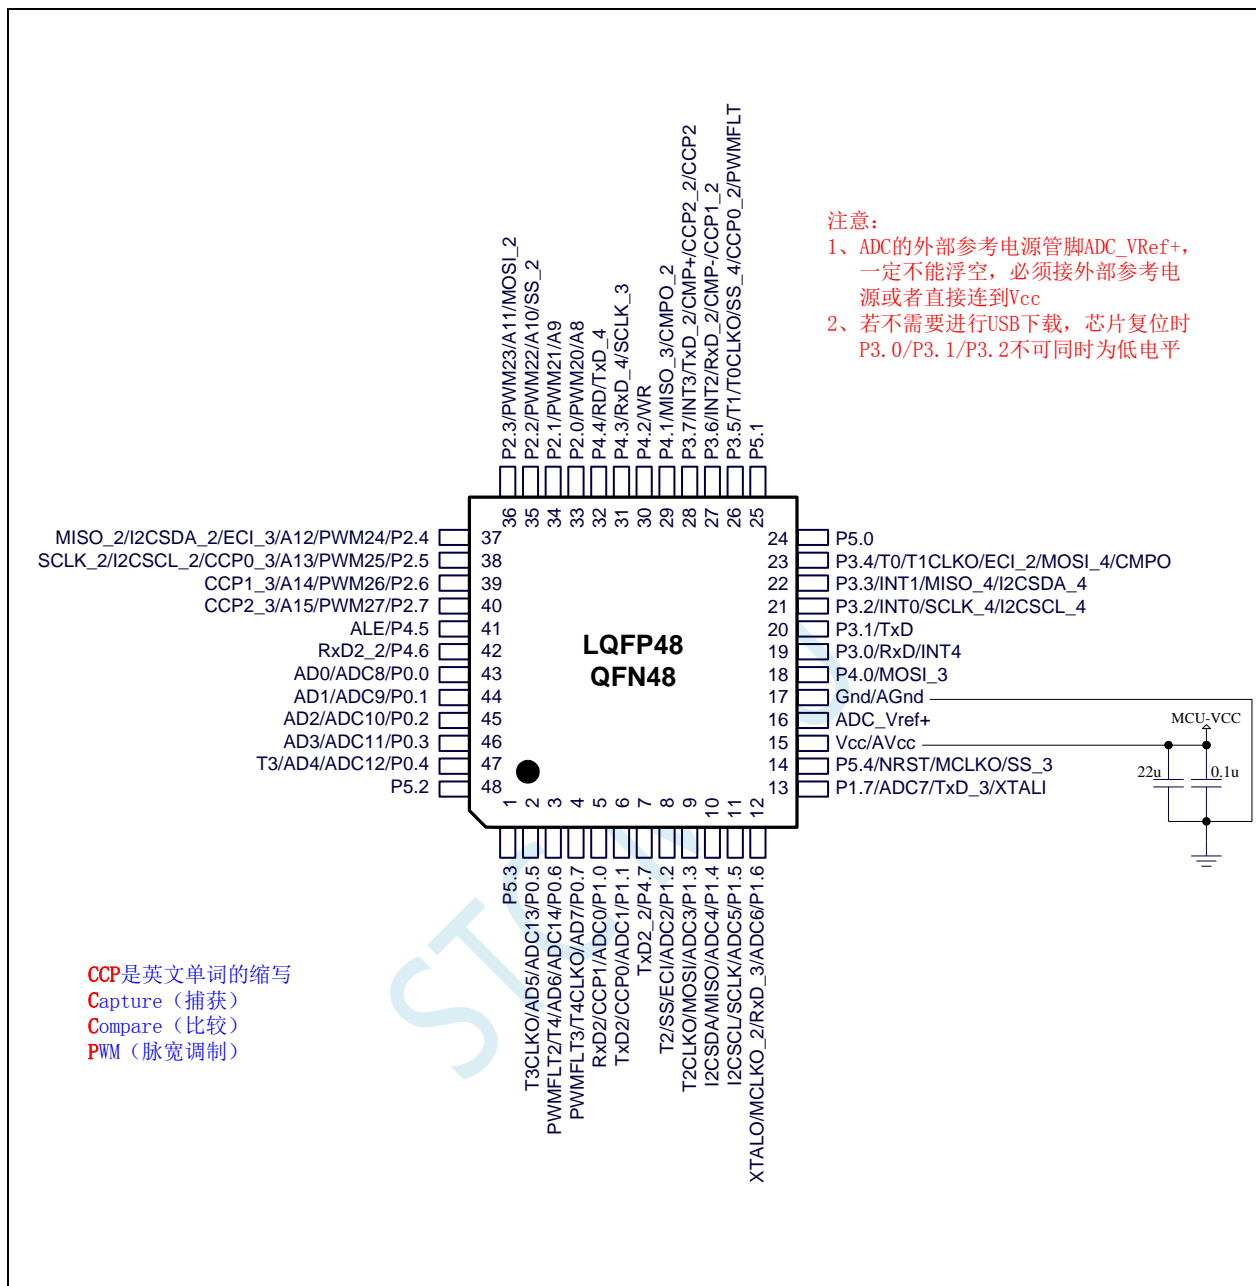 P2.3/PWM23/A11/MOSI_2
P2.2/PWM22/A10/SS_2
P2.1/PWM21/A9
P2.0/PWM20/A8
P4.4/RD/TxD_4
P4.3/RxD_4/SCLK_3
P4.2/WR
P4.1/MISO_3/CMPO_2
P3.7/INT3/TxD_2/CMP+/CCP2_2/CCP2
P3.6/INT2/RxD_2/CMP-/CCP1_2
P3.5/T1/T0CLKO/SS_4/CCP0_2/PWMFLT
P5.1
注意：
1、ADC的外部参考电源管脚ADC_VRef+，
一定不能浮空，必须接外部参考电
源或者直接连到Vcc
2、若不需要进行USB下载，芯片复位时
P3.0/P3.1/P3.2不可同时为低电平
36
35
34
33
32
31
30
29
28
27
26
25
MISO_2/I2CSDA_2/ECI_3/A12/PWM24/P2.4
37
SCLK_2/I2CSCL_2/CCP0_3/A13/PWM25/P2.5
38
CCP1_3/A14/PWM26/P2.6
39
CCP2_3/A15/PWM27/P2.7
40
ALE/P4.5
41
RxD2_2/P4.6
42
AD0/ADC8/P0.0
43
AD1/ADC9/P0.1
44
AD2/ADC10/P0.2
45
AD3/ADC11/P0.3
46
T3/AD4/ADC12/P0.4
47
P5.2
48
LQFP48
QFN48
24
P5.0
23
P3.4/T0/T1CLKO/ECI_2/MOSI_4/CMPO
22
P3.3/INT1/MISO_4/I2CSDA_4
21
P3.2/INT0/SCLK_4/I2CSCL_4
20
P3.1/TxD
19
P3.0/RxD/INT4
18
P4.0/MOSI_3
17
Gnd/AGnd
16
ADC_Vref+
15
Vcc/AVcc
14
P5.4/NRST/MCLKO/SS_3
13
P1.7/ADC7/TxD_3/XTALI
MCU-VCC
22u
0.1u
1
2
3
4
5
6
7
8
9
10
11
12
P5.3
T3CLKO/AD5/ADC13/P0.5
PWMFLT2/T4/AD6/ADC14/P0.6
PWMFLT3/T4CLKO/AD7/P0.7
RxD2/CCP1/ADC0/P1.0
TxD2/CCP0/ADC1/P1.1
TxD2_2/P4.7
T2/SS/ECI/ADC2/P1.2
T2CLKO/MOSI/ADC3/P1.3
I2CSDA/MISO/ADC4/P1.4
I2CSCL/SCLK/ADC5/P1.5
XTALO/MCLKO_2/RxD_3/ADC6/P1.6
CCP是英文单词的缩写
Capture（捕获）
Compare（比较）
PWM（脉宽调制）